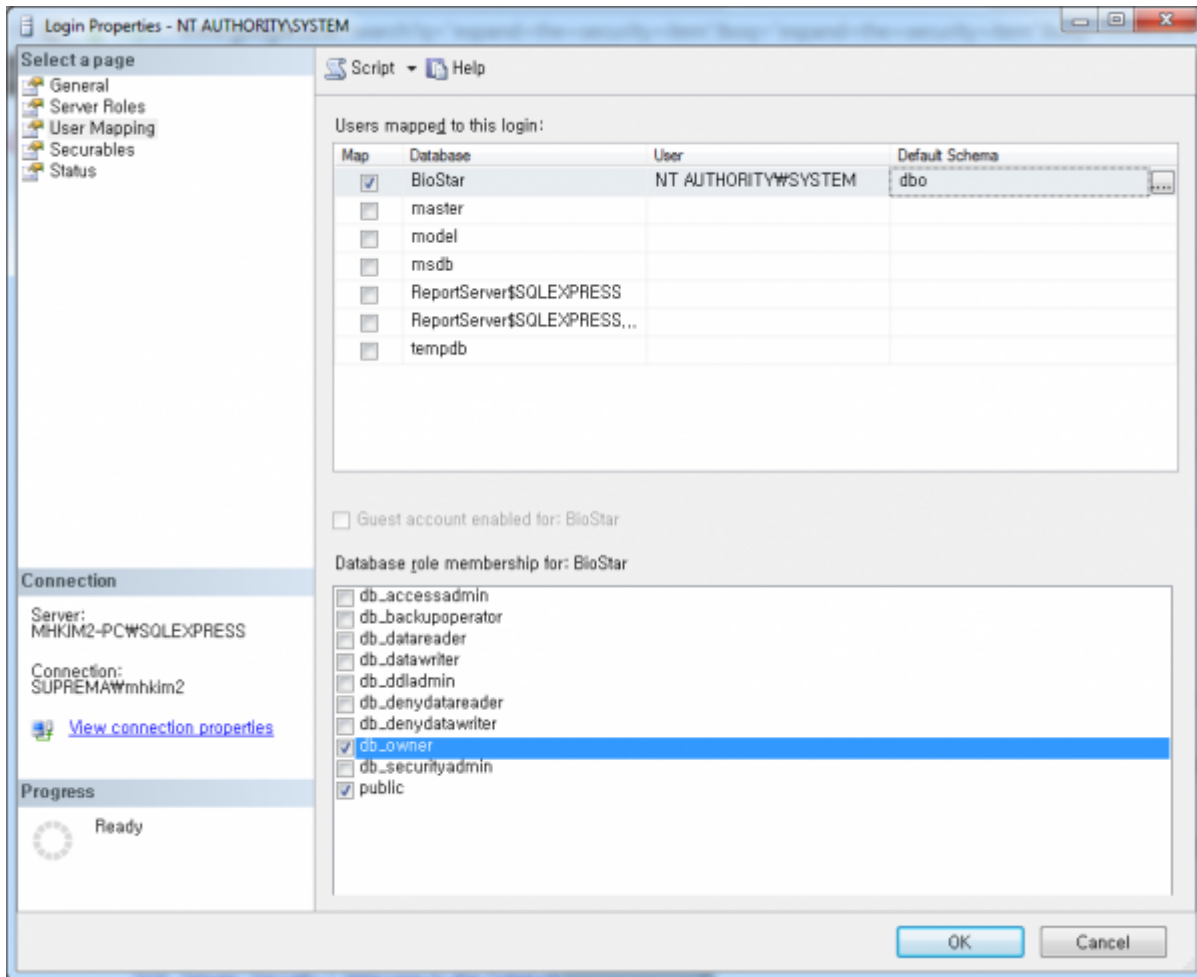 Login Properties - NT AUTHORITY\SYSTEM
Select a page
General
Server Roles
User Mapping
Securables
Status
Script
Help
Users mapped to this login:
Map Database User Default Schema
BioStar NT AUTHORITY₩SYSTEM dbo ...
master
model
msdb
ReportServer$SQLEXPRESS
ReportServer$SQLEXPRESS,,,
tempdb
Guest account enabled for: BioStar
Database role membership for: BioStar
db_accessadmin
db_backupoperator
db_datareader
db_datawriter
db_ddladmin
db_denydatareader
db_denydatawriter
db_owner
db_securityadmin
public
Connection
Server:
MHKIM2-PC₩SQLEXPRESS
Connection:
SUPREMA₩mhkim2
View connection properties
Progress
Ready
OK
Cancel